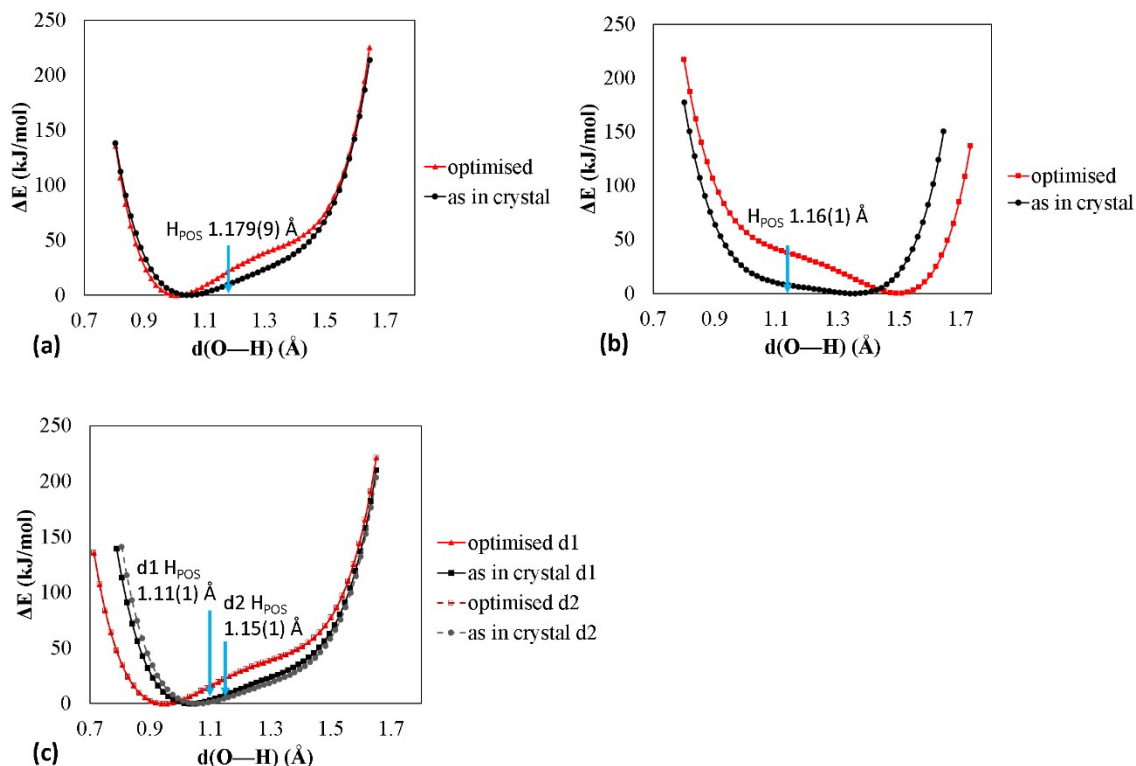 250
200
150
100
50
0
ΔE (kJ/mol)
HPOS 1.179(9) Å
optimised
as in crystal
0.7 0.9 1.1 1.3 1.5 1.7
(a)
d(O—H) (Å)
250
200
150
100
50
0
ΔE (kJ/mol)
HPOS 1.16(1) Å
optimised
as in crystal
0.7 0.9 1.1 1.3 1.5 1.7
(b)
d(O—H) (Å)
250
200
150
100
50
0
ΔE (kJ/mol)
d1 HPOS
1.11(1) Å
d2 HPOS
1.15(1) Å
optimised d1
as in crystal d1
optimised d2
as in crystal d2
0.7 0.9 1.1 1.3 1.5 1.7
(c)
d(O—H) (Å)